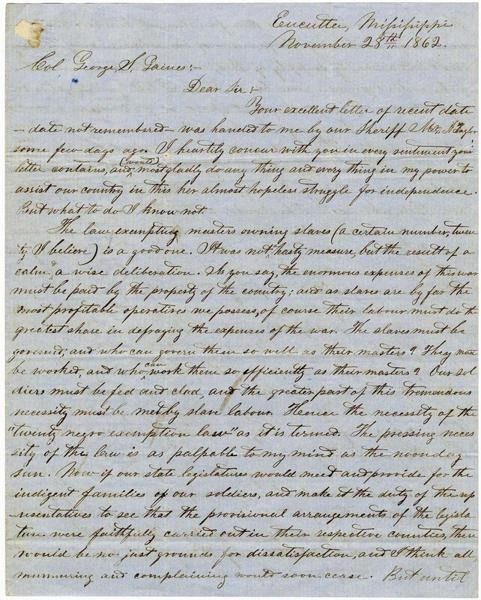 Eucutta, Mississippi
November 28th 1862.
Col George S. Gaines:-
Dear Sir:-
Your excellent letter of recent date
- date not remembered - was handed to me by our Sheriff
some few days ago. I heartily concur with you in every sentiment your
letter contains, and, (would) most gladly do any thing and every thing in my power to
assist our country in this her almost hopeless struggle for independence.
But what to do I know not.
The law exempting masters owning slaves (a certain number, twen
ty I believe) is a good one. It was not, hasty measure, but the result of a
calm & wise deliberation. As you say, the enormous expenses of this war
must be paid by the property of the country; and as slaves are by far the
most profitable operatives we possess, of course their labour must do the
greatest share in defraying the expenses of the war. The slaves must be
governed; and who can govern them so well as their masters? They must
be worked, and who can work them so efficiently as their masters? Our sol
diers must be fed and clad, and the greater part of this tremendous
necessity must be met by slave labour. Hence the necessity of the
"twenty negro exemption law" as it is termed. The pressing neces
sity of the law is as palpable to my mind as the noonday
sun. Now if our state legislatures would meet and provide for the
indigent families of our soldiers, and make it the duty of the rep
resentatives to see that the provisional arrangements of the legisla
ture were faithfully carried out in their respective counties, there
would be no just grounds for dissatisfaction, and I think all
murmuring and complaining would soon cease. But until